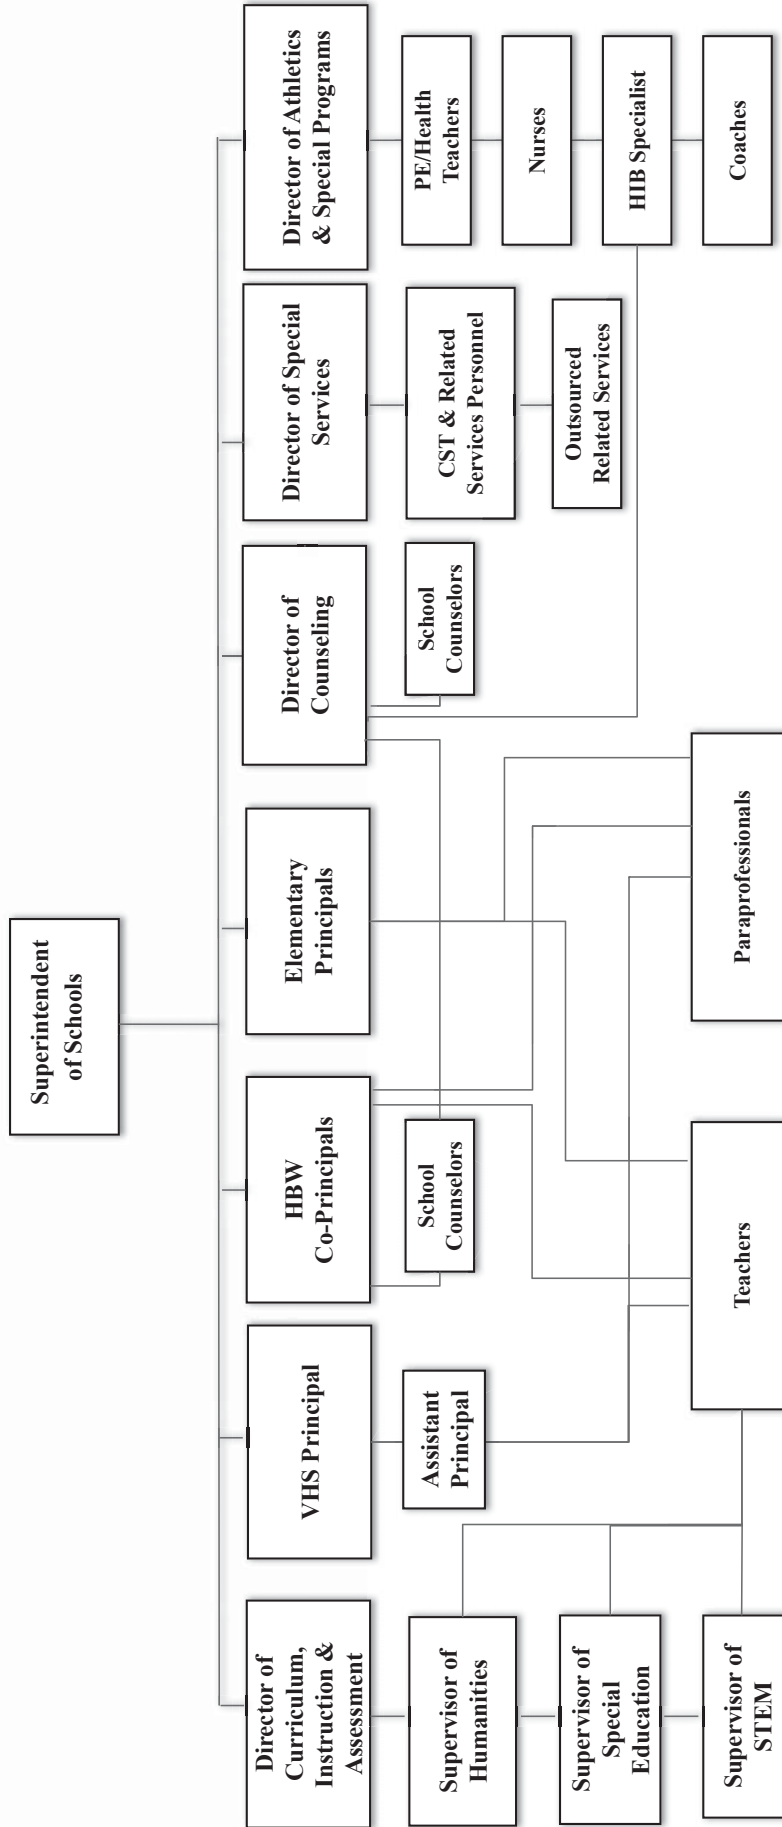 Superintendent
of Schools
Director of
Curriculum,
Instruction &
Assessment
VHS Principal
HBW
Co-Principals
Elementary
Principals
Director of
Counseling
Director of Special
Services
Director of Athletics
& Special Programs
Supervisor of
Humanities
Assistant
Principal
School
Counselors
School
Counselors
CST & Related
Services Personnel
PE/Health
Teachers
Nurses
Supervisor of
Special
Education
Outsourced
Related Services
HIB Specialist
Supervisor of
STEM
Teachers
Paraprofessionals
Coaches